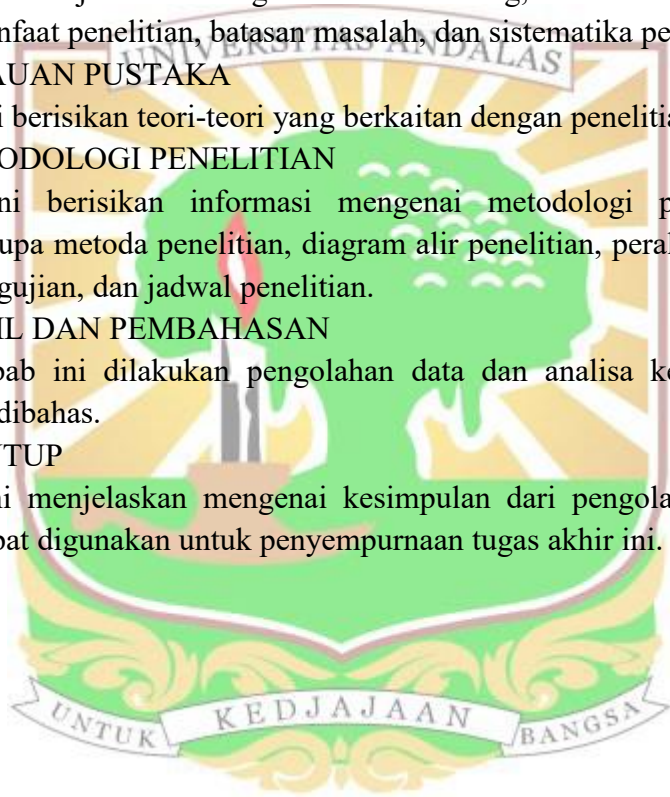 UNIVERSITAS ANDALAS
nfaat penelitian, batasan masalah, dan sistematika pe
AUAN PUSTAKA
i berisikan teori-teori yang berkaitan dengan penelitia
ODOLOGI PENELITIAN
ni berisikan informasi mengenai metodologi p
upa metoda penelitian, diagram alir penelitian, peral
gujian, dan jadwal penelitian.
IL DAN PEMBAHASAN
bab ini dilakukan pengolahan data dan analisa ke
dibahas.
UTUP
ni menjelaskan mengenai kesimpulan dari pengola
pat digunakan untuk penyempurnaan tugas akhir ini.
UNTUK KEDJAJAAN BANGSA